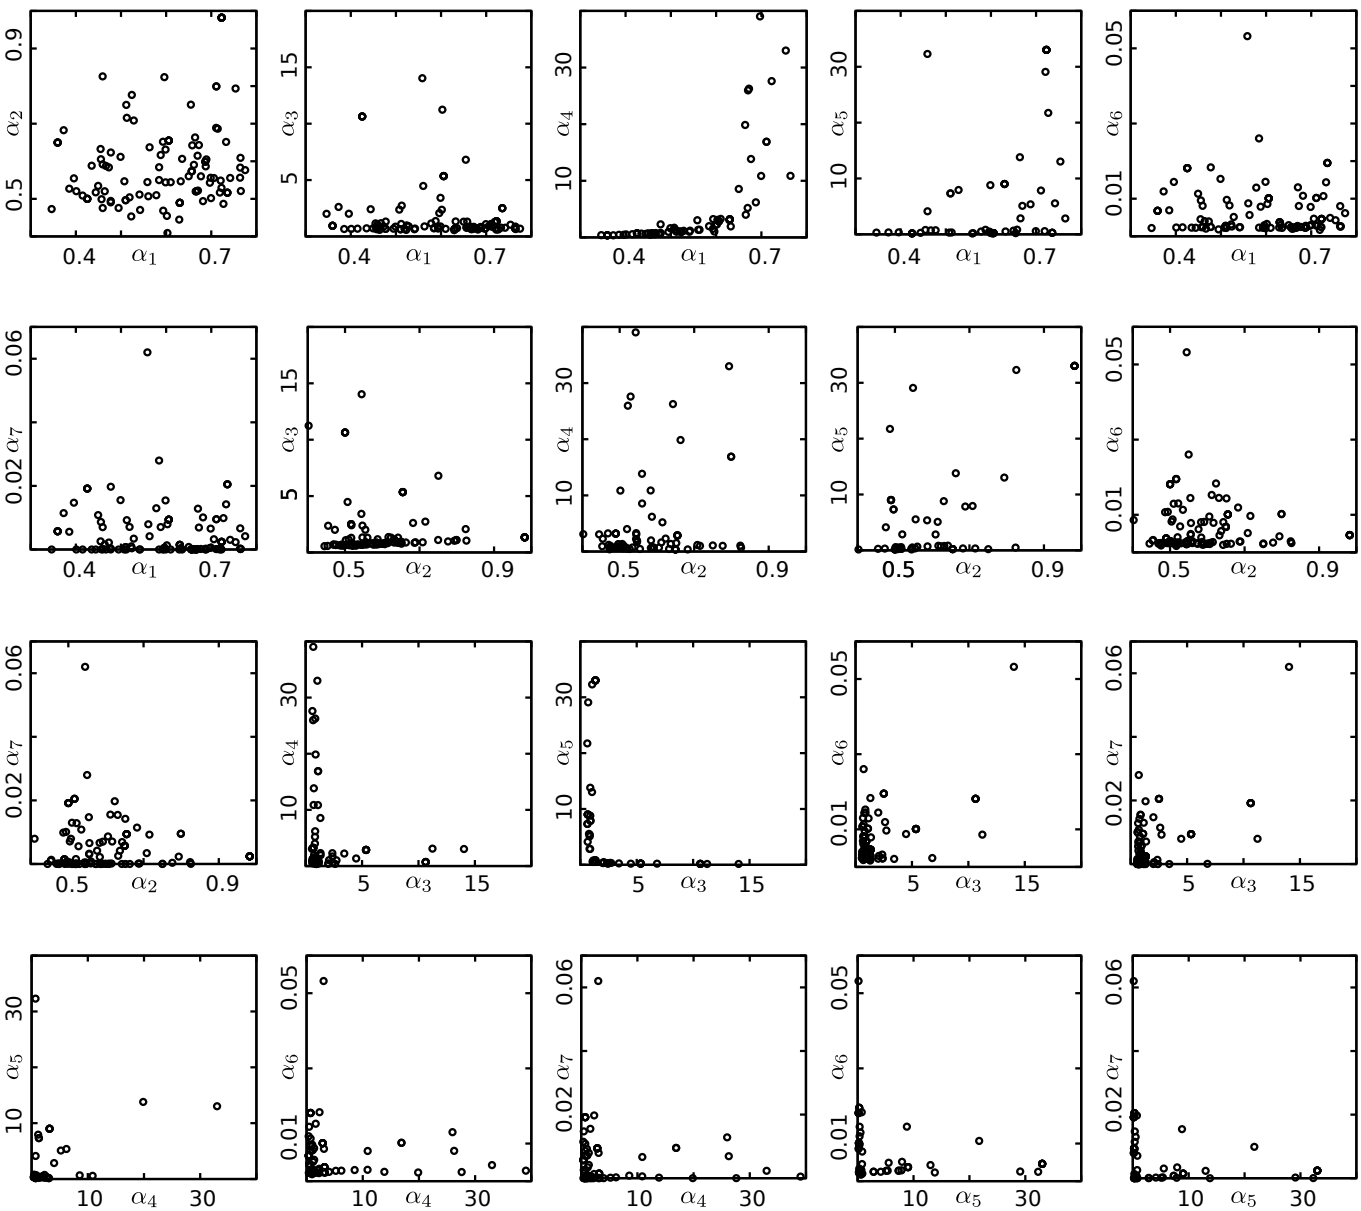 0.9 15 30 30 0.05
α₂ α₃ α₄ α₅ α₆
0.5 5 10 10 0.01
0.4 α₁ 0.7 0.4 α₁ 0.7 0.4 α₁ 0.7 0.4 α₁ 0.7 0.4 α₁ 0.7
0.06 15 30 30 0.05
α₇ α₃ α₄ α₅ α₆
0.02 5 10 10 0.01
0.4 α₁ 0.7 0.5 α₂ 0.9 0.5 α₂ 0.9 0.5 α₂ 0.9 0.5 α₂ 0.9
0.06 30 30 0.05 0.06
α₇ α₄ α₅ α₆ α₇
0.02 10 10 0.01 0.02
0.5 α₂ 0.9 5 α₃ 15 5 α₃ 15 5 α₃ 15 5 α₃ 15
30 0.05 0.06 0.05 0.06
α₅ α₆ α₇ α₆ α₇
10 0.01 0.02 0.01 0.02
10 α₄ 30 10 α₄ 30 10 α₄ 30 10 α₅ 30 10 α₅ 30